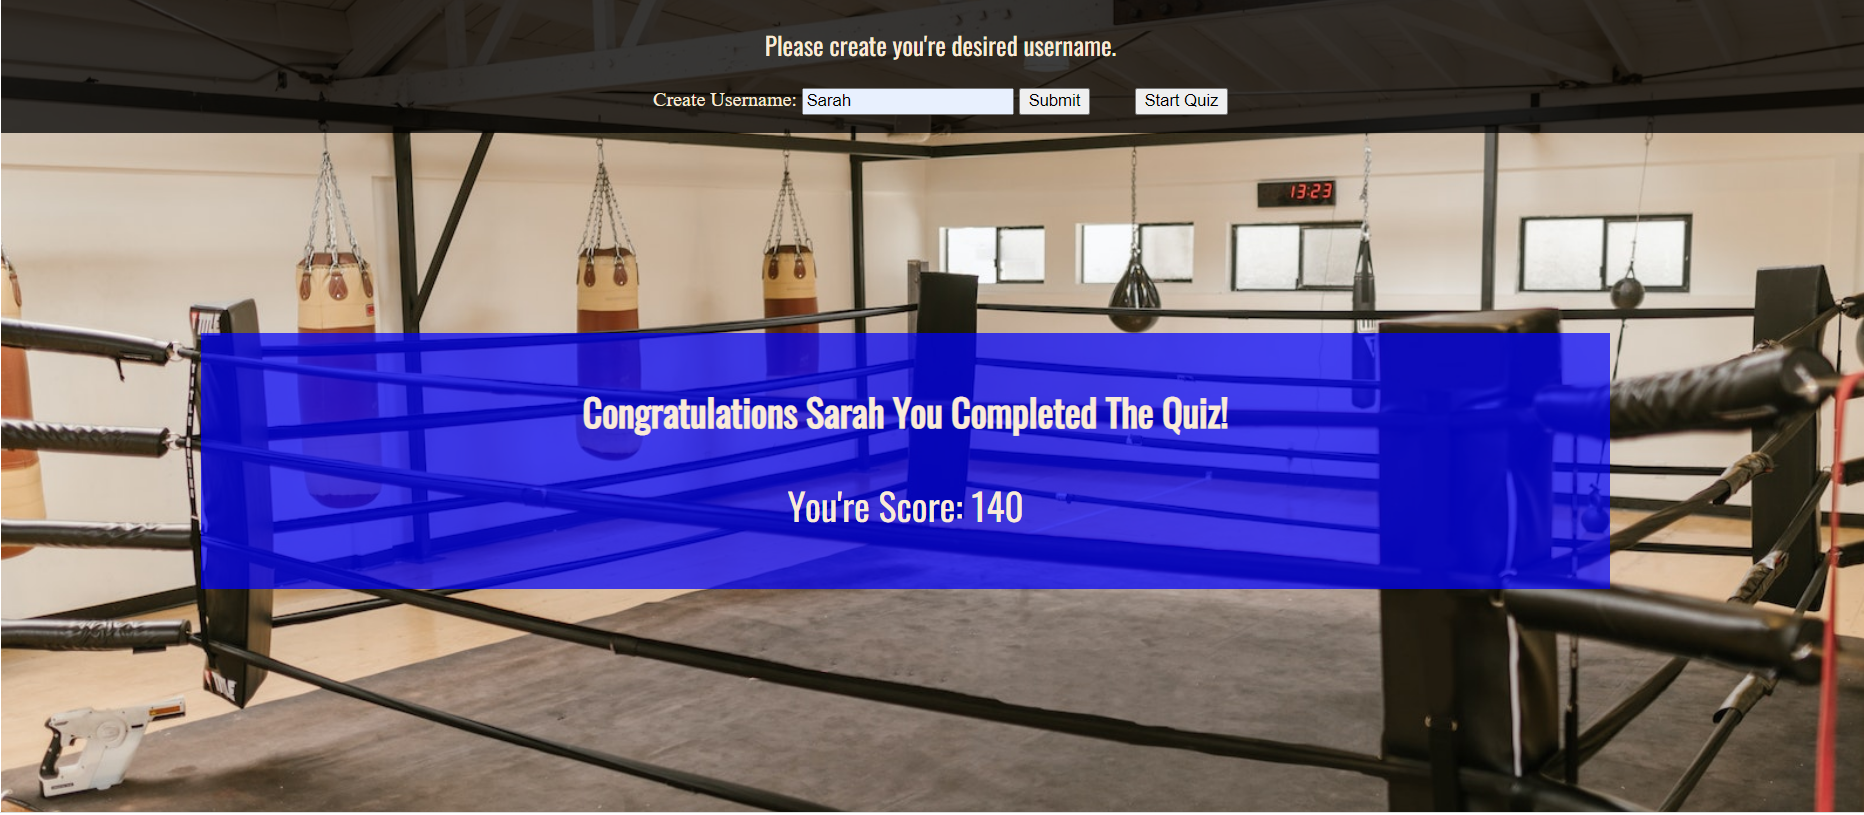 Please create you're desired username.
Create Username: Sarah Submit Start Quiz
13:23
Congratulations Sarah You Completed The Quiz!
You're Score: 140